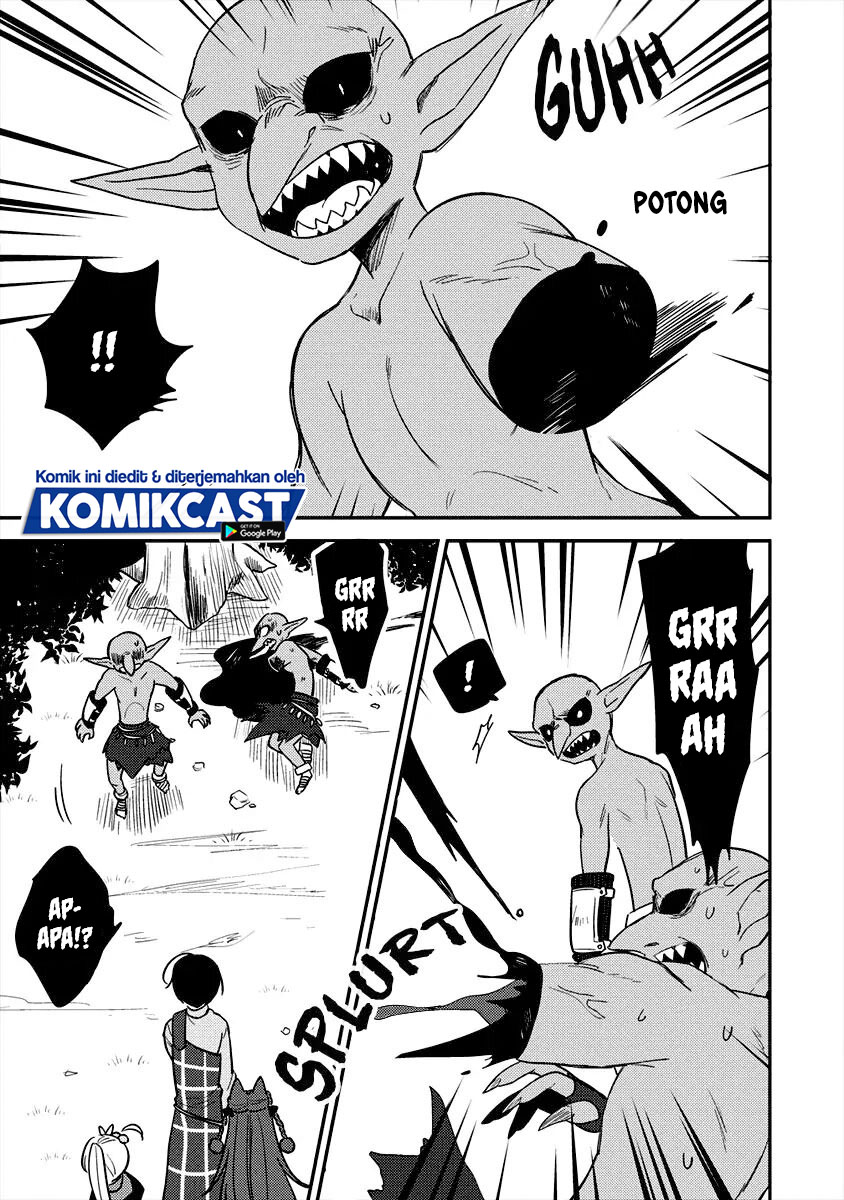 GUHH
POTONG
!!
Komik ini diedit & diterjemahkan oleh
KOMIKCAST
GET IT ON
Google Play
GRR
RAA
AH
!
SPLURT
GRR
RR
AP-
APA!?